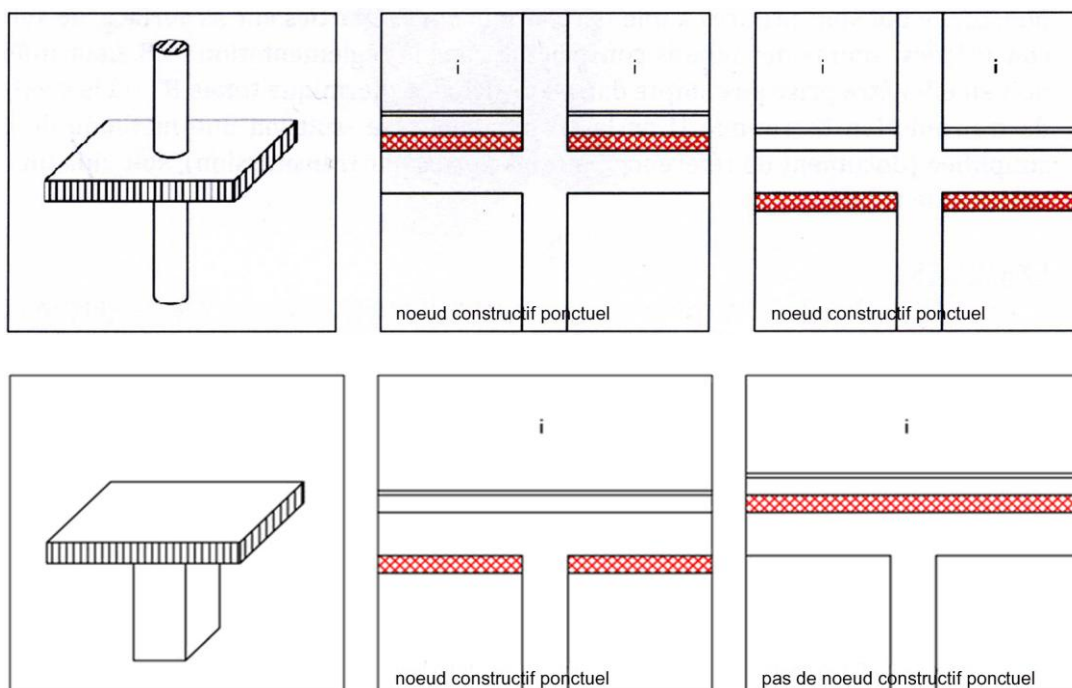 i
i
i
i
noeud constructif ponctuel
noeud constructif ponctuel
i
i
noeud constructif ponctuel
pas de noeud constructif ponctuel